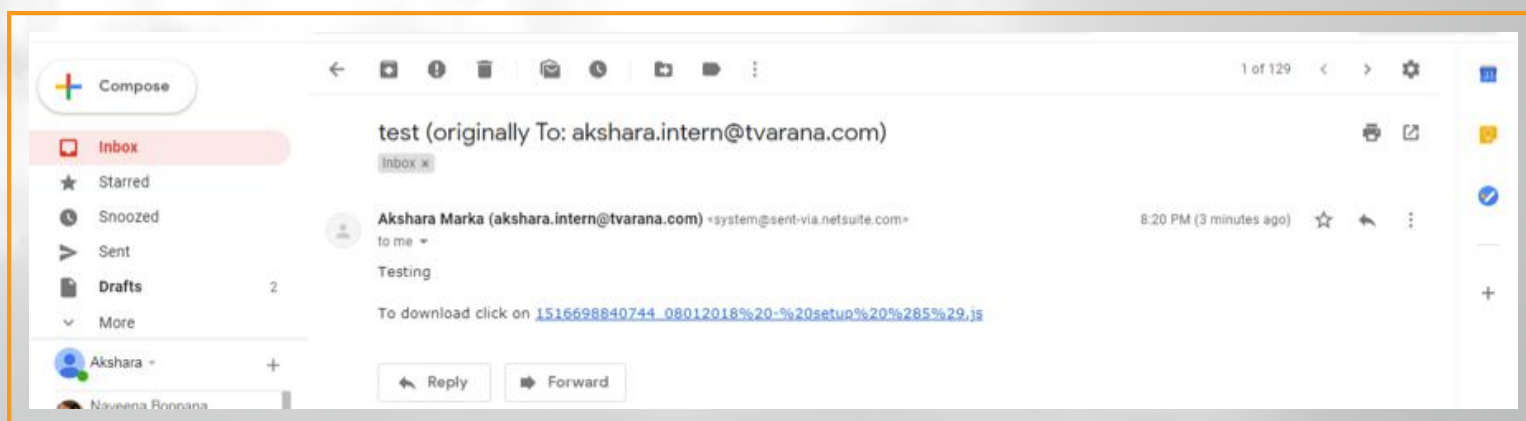 Compose
1 of 129
31
test (originally To: akshara.intern@tvarana.com)
Inbox x
Inbox
Starred
Snoozed
Sent
Drafts 2
More
Akshara Marka (akshara.intern@tvarana.com) <system@sent-via.netsuite.com>
8:20 PM (3 minutes ago)
to me
Testing
To download click on 1516698840744_08012018%20-%20setup%20%285%29.js
Reply
Forward
Akshara
Naveena Boppana